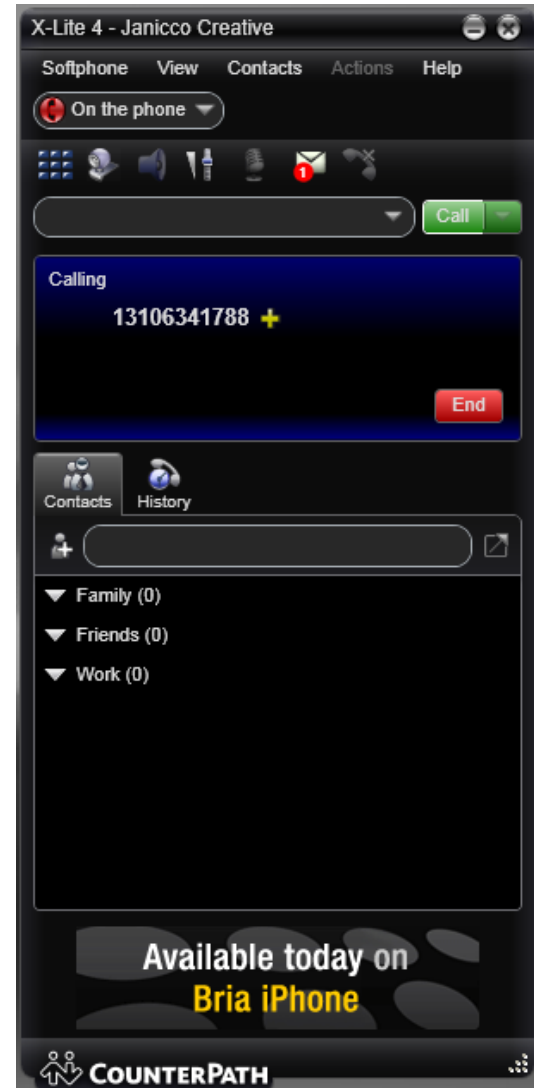 X-Lite 4 - Janicco Creative
Softphone View Contacts Actions Help
On the phone
1
Call
Calling
13106341788
End
Contacts History
Family (0)
Friends (0)
Work (0)
Available today on
Bria iPhone
COUNTERPATH